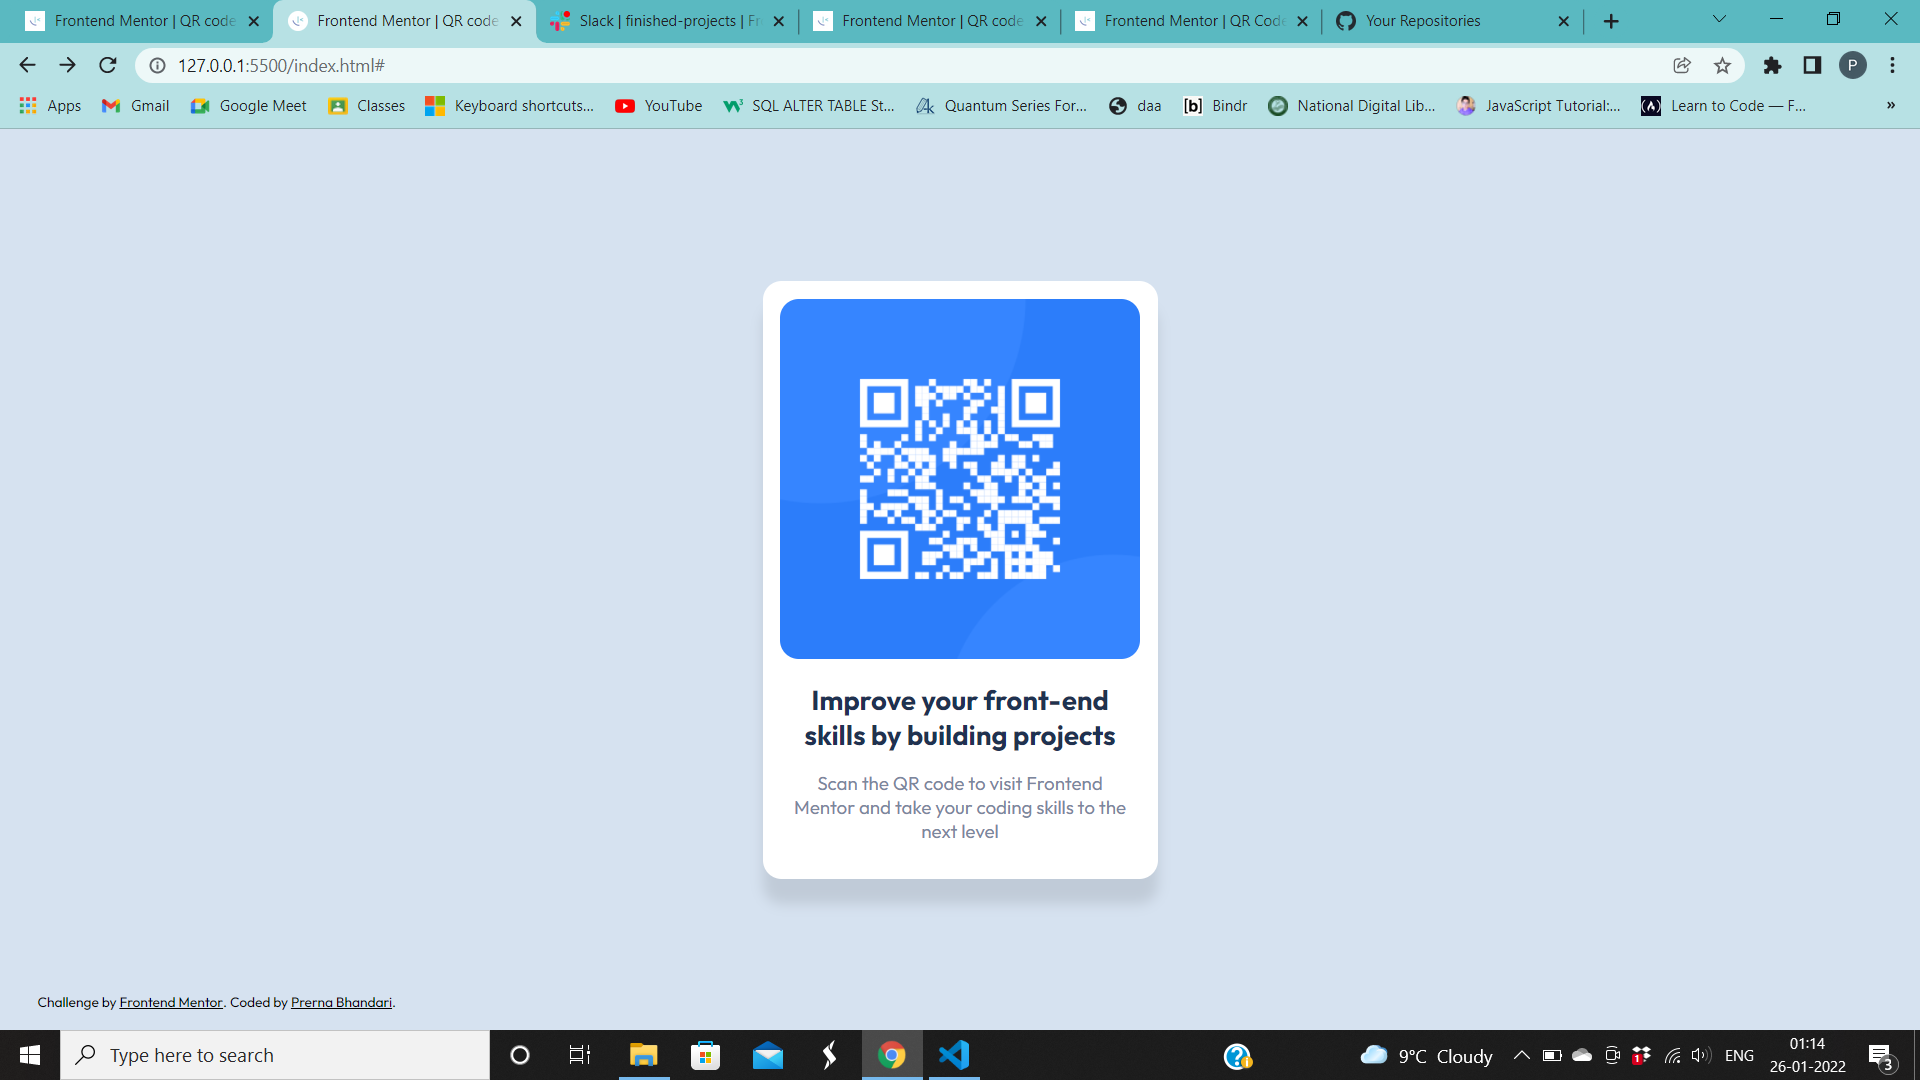 Frontend Mentor | QR code
Frontend Mentor | QR code
Slack | finished-projects | Fr
Frontend Mentor | QR code
Frontend Mentor | QR Code
Your Repositories
127.0.0.1:5500/index.html#
P
Apps
Gmail
Google Meet
Classes
Keyboard shortcuts...
YouTube
SQL ALTER TABLE St...
Quantum Series For...
daa
[b]
Bindr
National Digital Lib...
JavaScript Tutorial:...
Learn to Code — F...
»
Improve your front-end
skills by building projects
Scan the QR code to visit Frontend
Mentor and take your coding skills to the
next level
Challenge by Frontend Mentor. Coded by Prerna Bhandari.
Type here to search
9°C Cloudy
1
ENG
01:14
26-01-2022
3